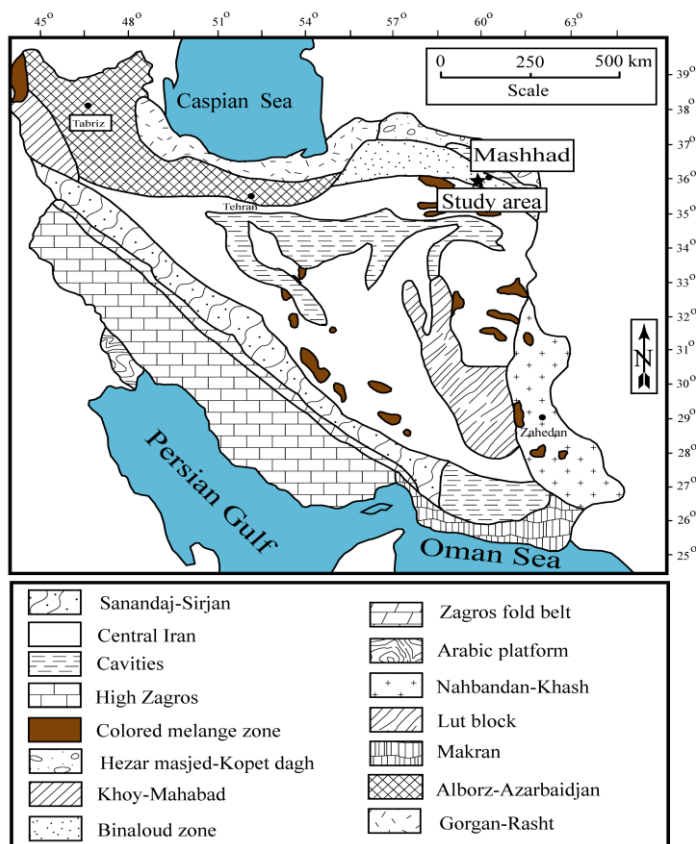 45° 48° 51° 54° 57° 60° 63°
0 250 500 km
Scale
Caspian Sea
39°
38°
37°
36°
35°
34°
33°
32°
31°
30°
29°
28°
27°
26°
25°
Tabriz
Mashhad
Study area
Tehran
N
Zahedan
Persian Gulf
Oman Sea
Sanandaj-Sirjan
Central Iran
Cavities
High Zagros
Colored melange zone
Hezar masjed-Kopet dagh
Khoy-Mahabad
Binaloud zone
Zagros fold belt
Arabic platform
Nahbandan-Khash
Lut block
Makran
Alborz-Azarbaidjan
Gorgan-Rasht